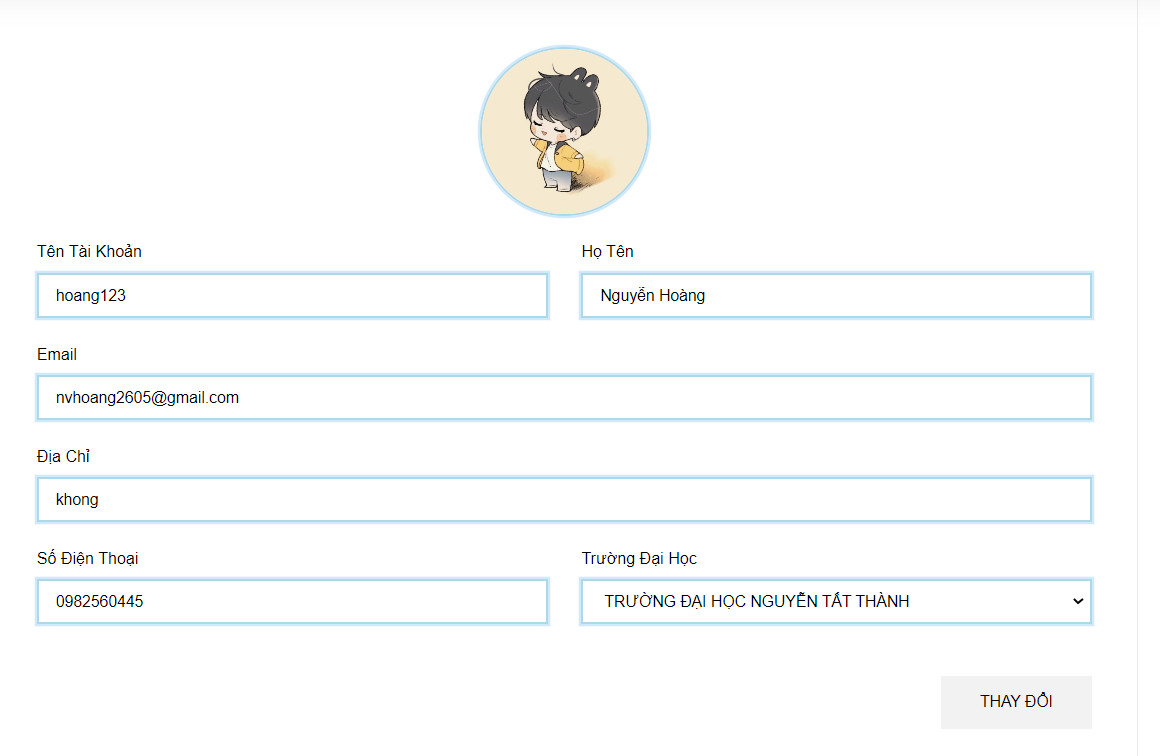 Tên Tài Khoản
Họ Tên
hoang123
Nguyễn Hoàng
Email
nvhoang2605@gmail.com
Địa Chỉ
khong
Số Điện Thoại
Trường Đại Học
0982560445
TRƯỜNG ĐẠI HỌC NGUYỄN TẤT THÀNH
THAY ĐỔI